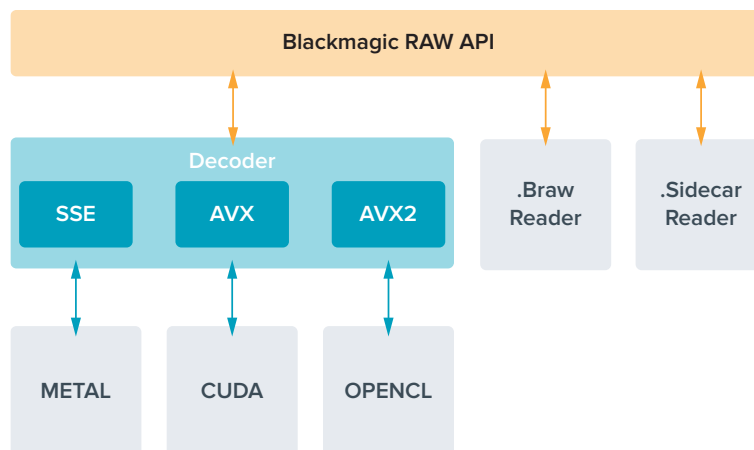 Blackmagic RAW API
Decoder
SSE
AVX
AVX2
.Braw
Reader
.Sidecar
Reader
METAL
CUDA
OPENCL